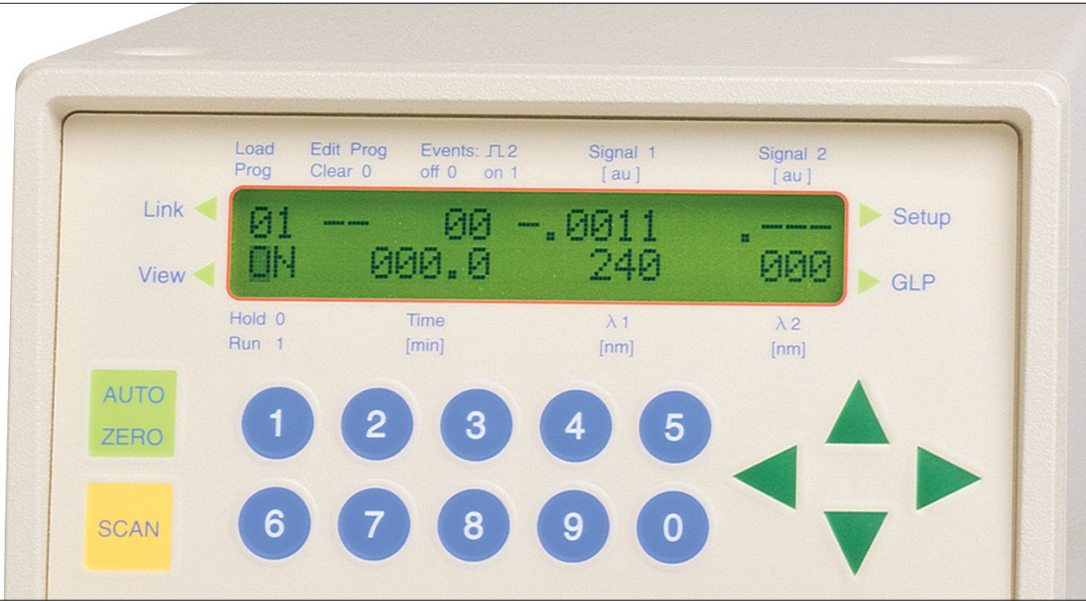 Load Edit Prog Events: ⎍2 Signal 1 Signal 2
Prog Clear 0 off 0 on 1 [au] [au]
Link 01 -- 00 -.0011 .--- Setup
View ON 000.0 240 000 GLP
Hold 0 Time λ1 λ2
Run 1 [min] [nm] [nm]
AUTO
ZERO
1 2 3 4 5
SCAN
6 7 8 9 0